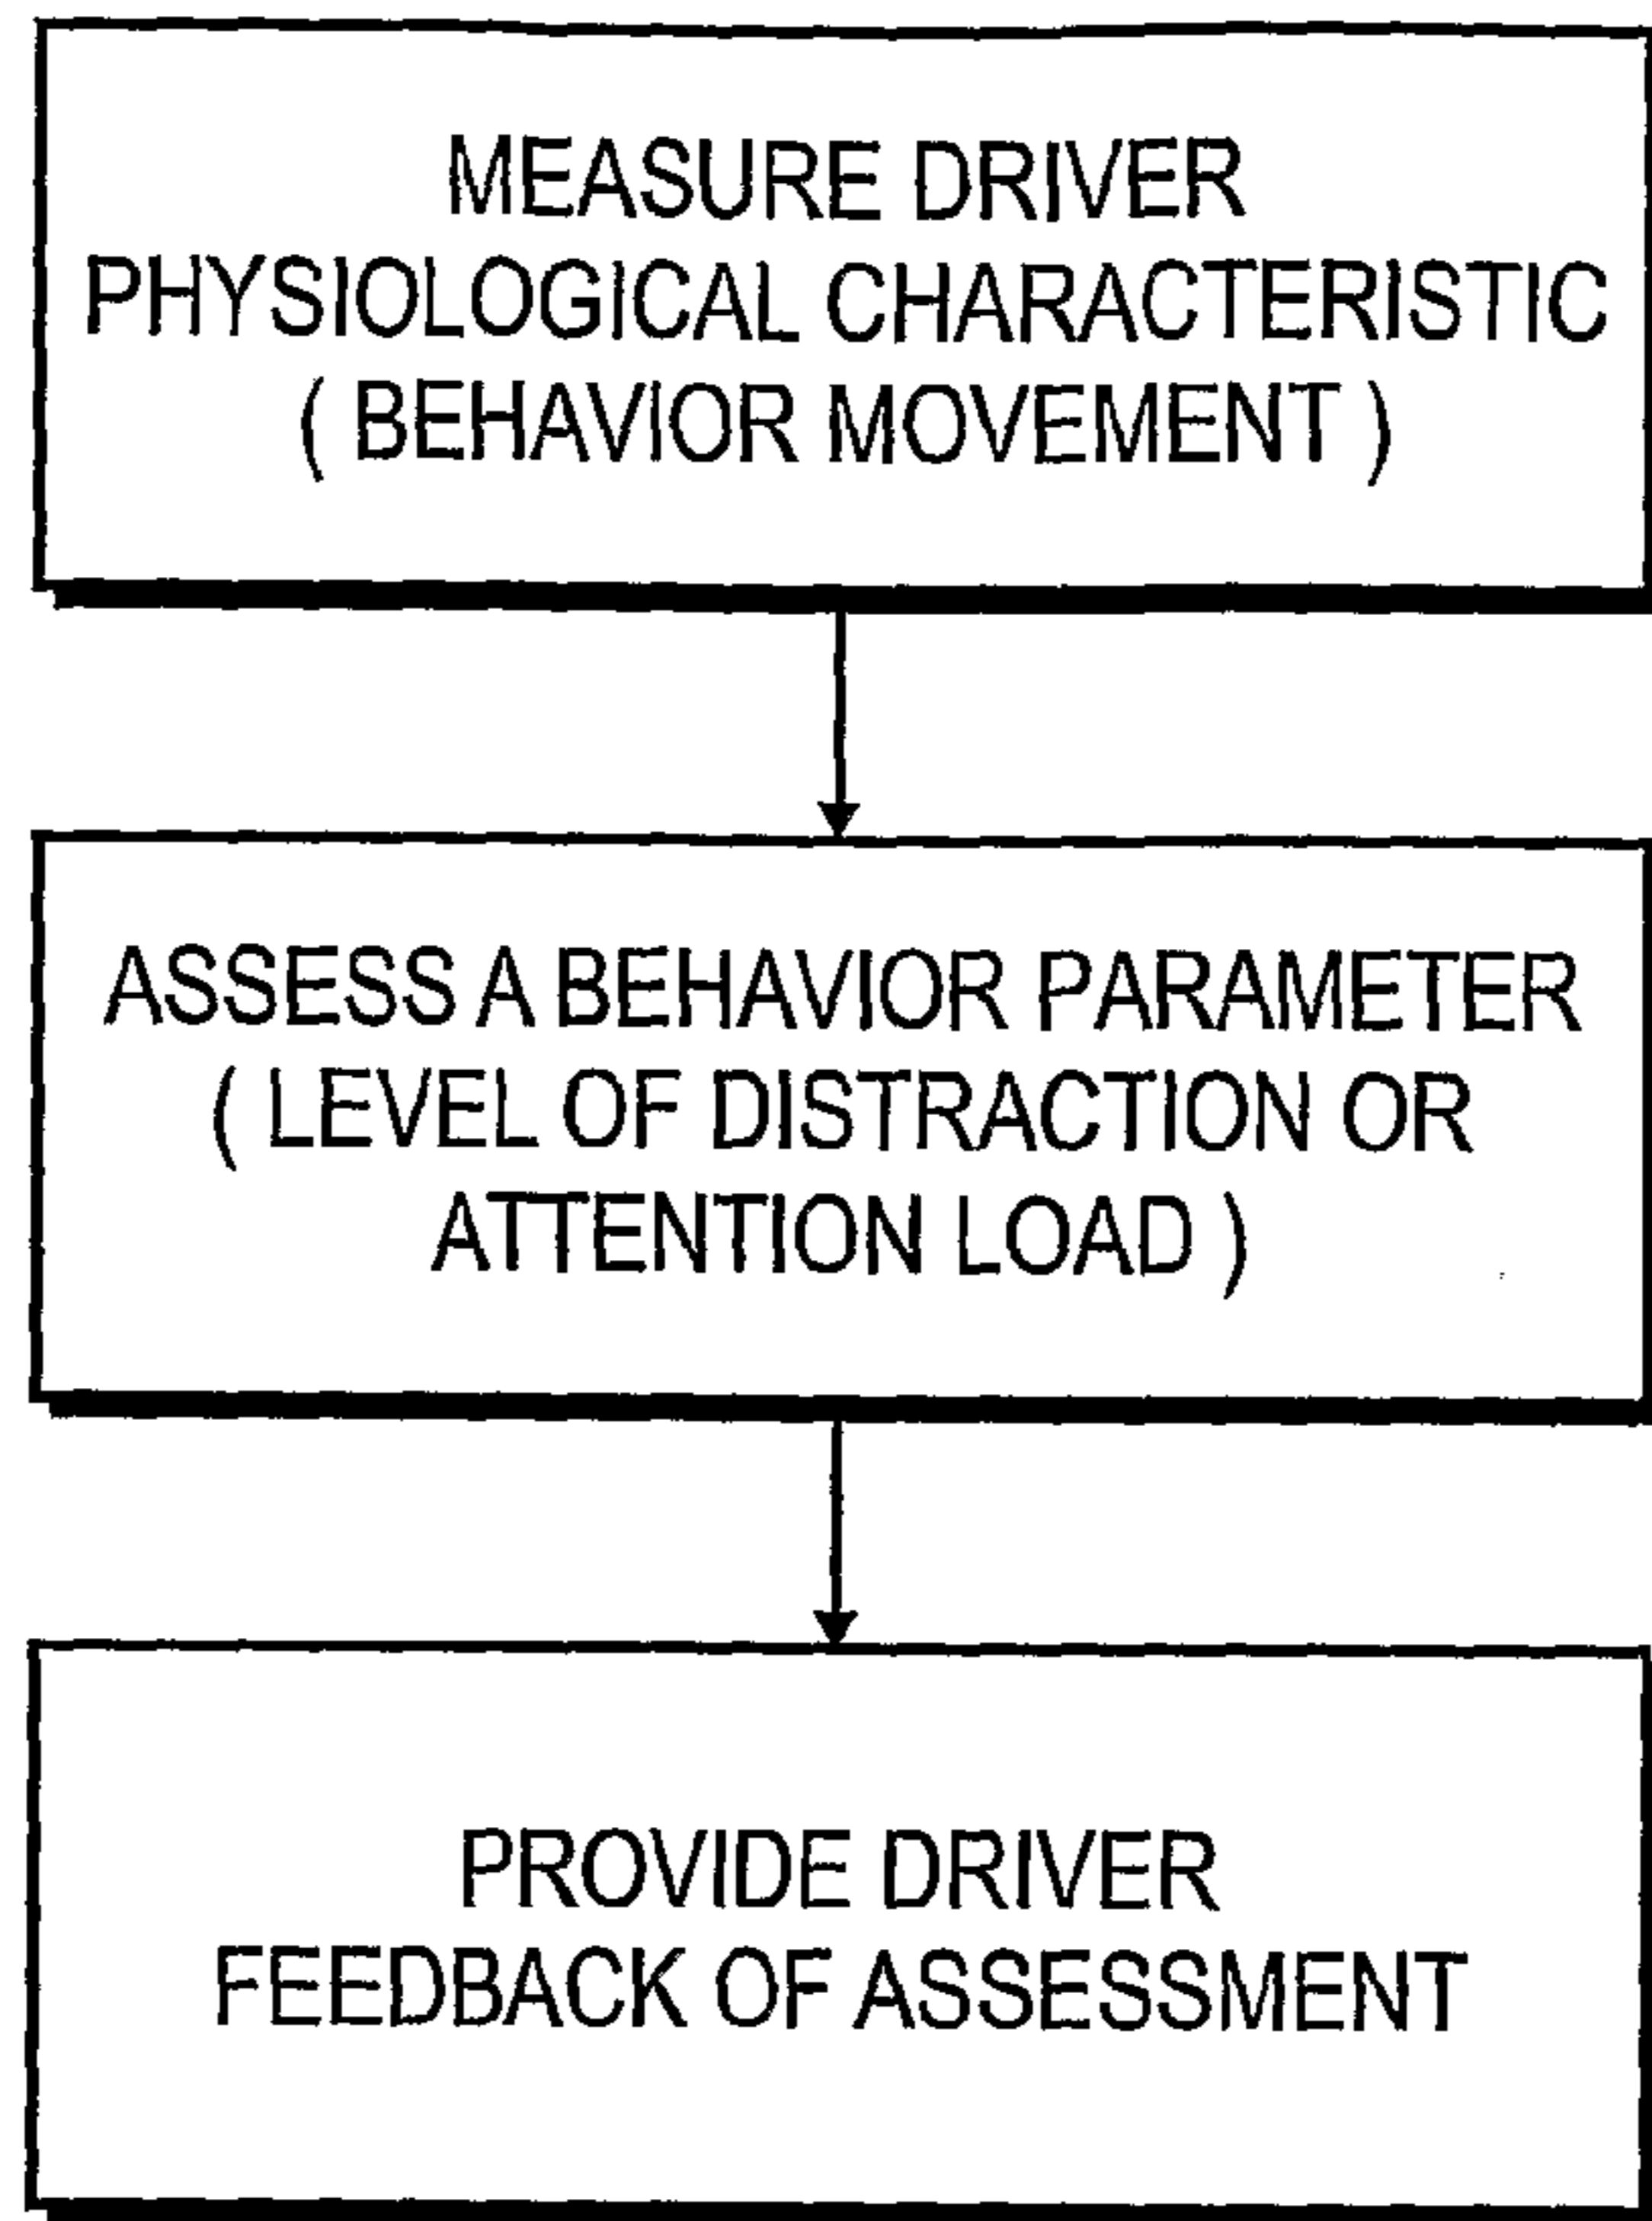 MEASURE DRIVER
PHYSIOLOGICAL CHARACTERISTIC
( BEHAVIOR MOVEMENT )
ASSESS A BEHAVIOR PARAMETER
( LEVEL OF DISTRACTION OR
ATTENTION LOAD )
PROVIDE DRIVER
FEEDBACK OF ASSESSMENT